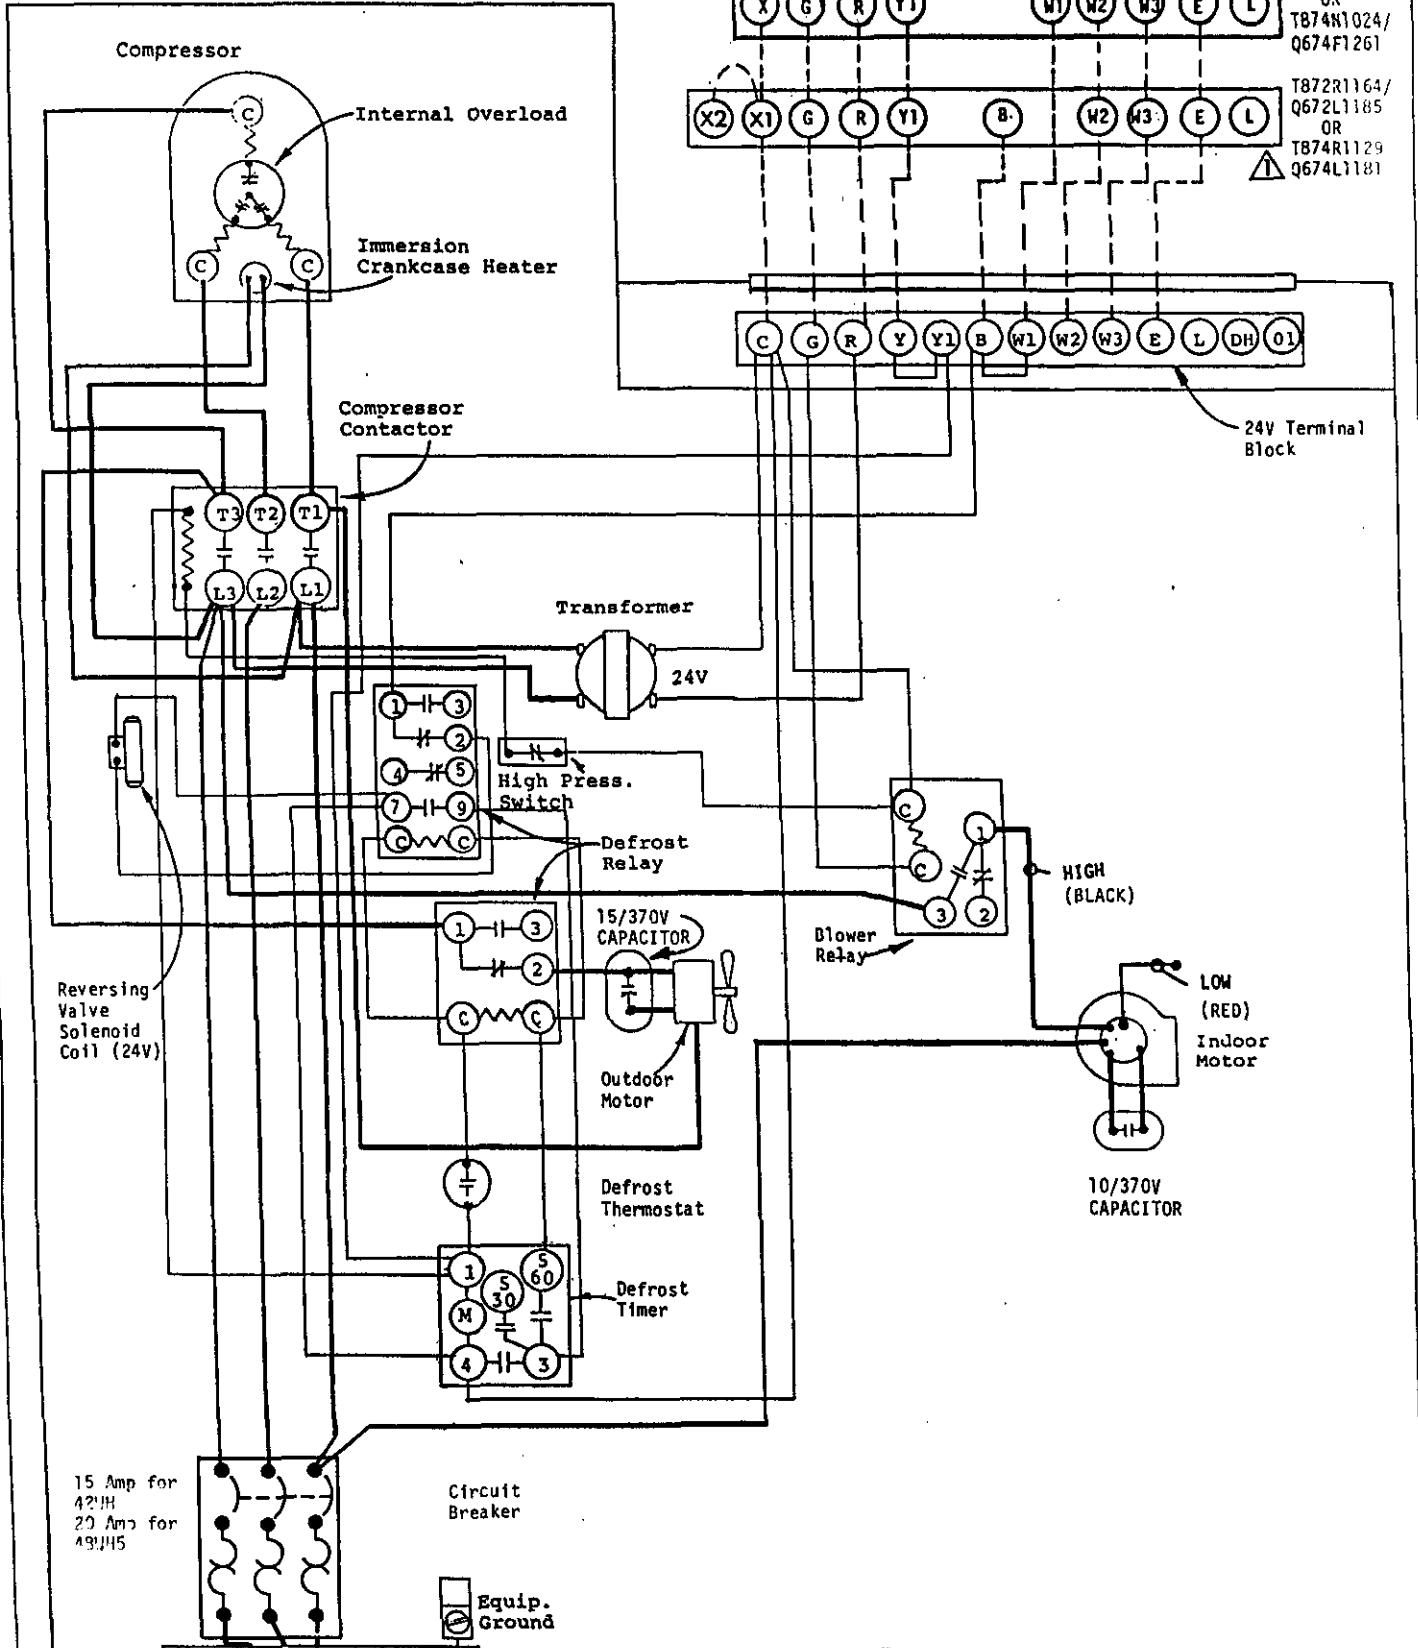 X G R Y1 W1 W2 W3 E L
T874N1024/
Q674F1261
Compressor
C
Internal Overload
T872R1164/
Q672L1185
OR
T874R1129
Q674L1181
1
X2 X1 G R Y1 B W2 W3 E L
Immersion
Crankcase Heater
C C
C G R Y Y1 B W1 W2 W3 E L DH O1
24V Terminal
Block
Compressor
Contactor
T3 T2 T1
L3 L2 L1
Transformer
24V
1 3
2
4 5
7 9
C C
High Press.
Switch
Defrost
Relay
C
1
C
3 2
HIGH
(BLACK)
Blower
Relay
1 3
2
C C
15/370V
CAPACITOR
Reversing
Valve
Solenoid
Coil (24V)
LOW
(RED)
Indoor
Motor
Outdoor
Motor
10/370V
CAPACITOR
Defrost
Thermostat
1 S 30 S 60
M
4 3
Defrost
Timer
15 Amp for
20 Amp for
Circuit
Breaker
Equip.
Ground